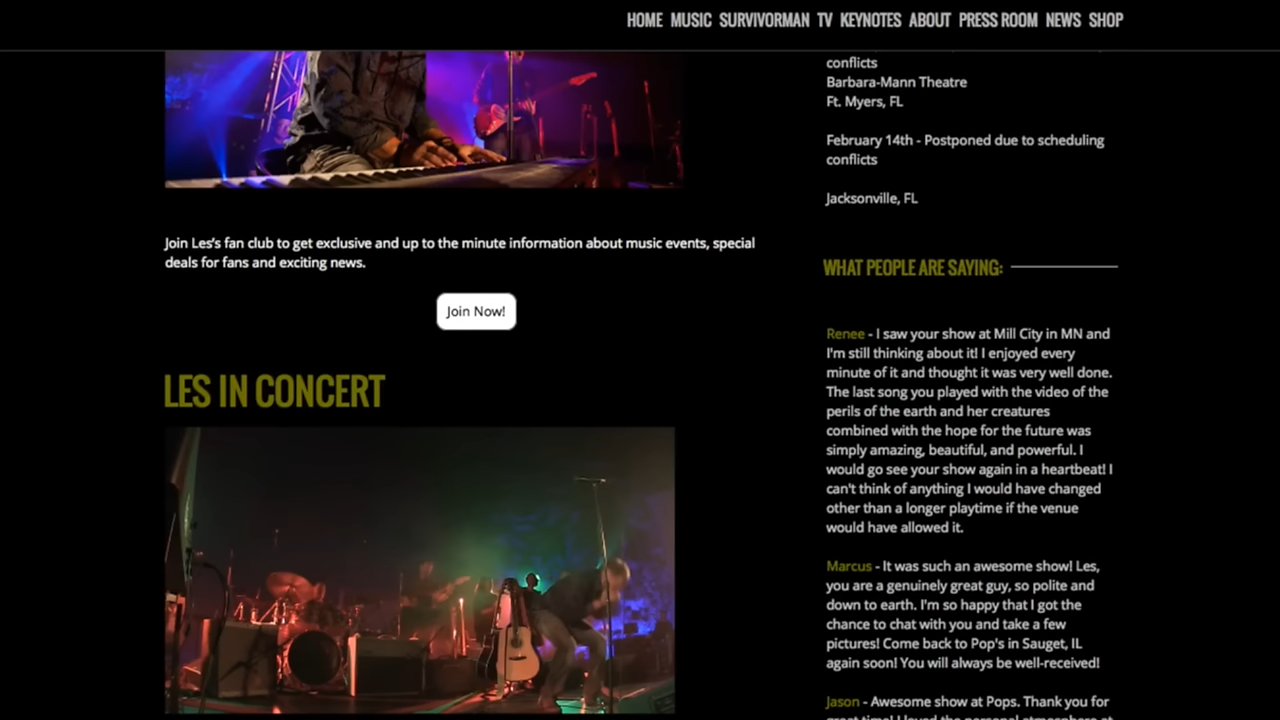 HOME MUSIC SURVIVORMAN TV KEYNOTES ABOUT PRESS ROOM NEWS SHOP
conflicts
Barbara-Mann Theatre
Ft. Myers, FL
February 14th - Postponed due to scheduling
conflicts
Jacksonville, FL
Join Les's fan club to get exclusive and up to the minute information about music events, special
deals for fans and exciting news.
Join Now!
LES IN CONCERT
WHAT PEOPLE ARE SAYING:
Renee - I saw your show at Mill City in MN and
I'm still thinking about it! I enjoyed every
minute of it and thought it was very well done.
The last song you played with the video of the
perils of the earth and her creatures
combined with the hope for the future was
simply amazing, beautiful, and powerful. I
would go see your show again in a heartbeat! I
can't think of anything I would have changed
other than a longer playtime if the venue
would have allowed it.
Marcus - It was such an awesome show! Les,
you are a genuinely great guy, so polite and
down to earth. I'm so happy that I got the
chance to chat with you and take a few
pictures! Come back to Pop's in Sauget, IL
again soon! You will always be well-received!
Jason - Awesome show at Pops. Thank you for
great time! I loved the personal atmosphere at